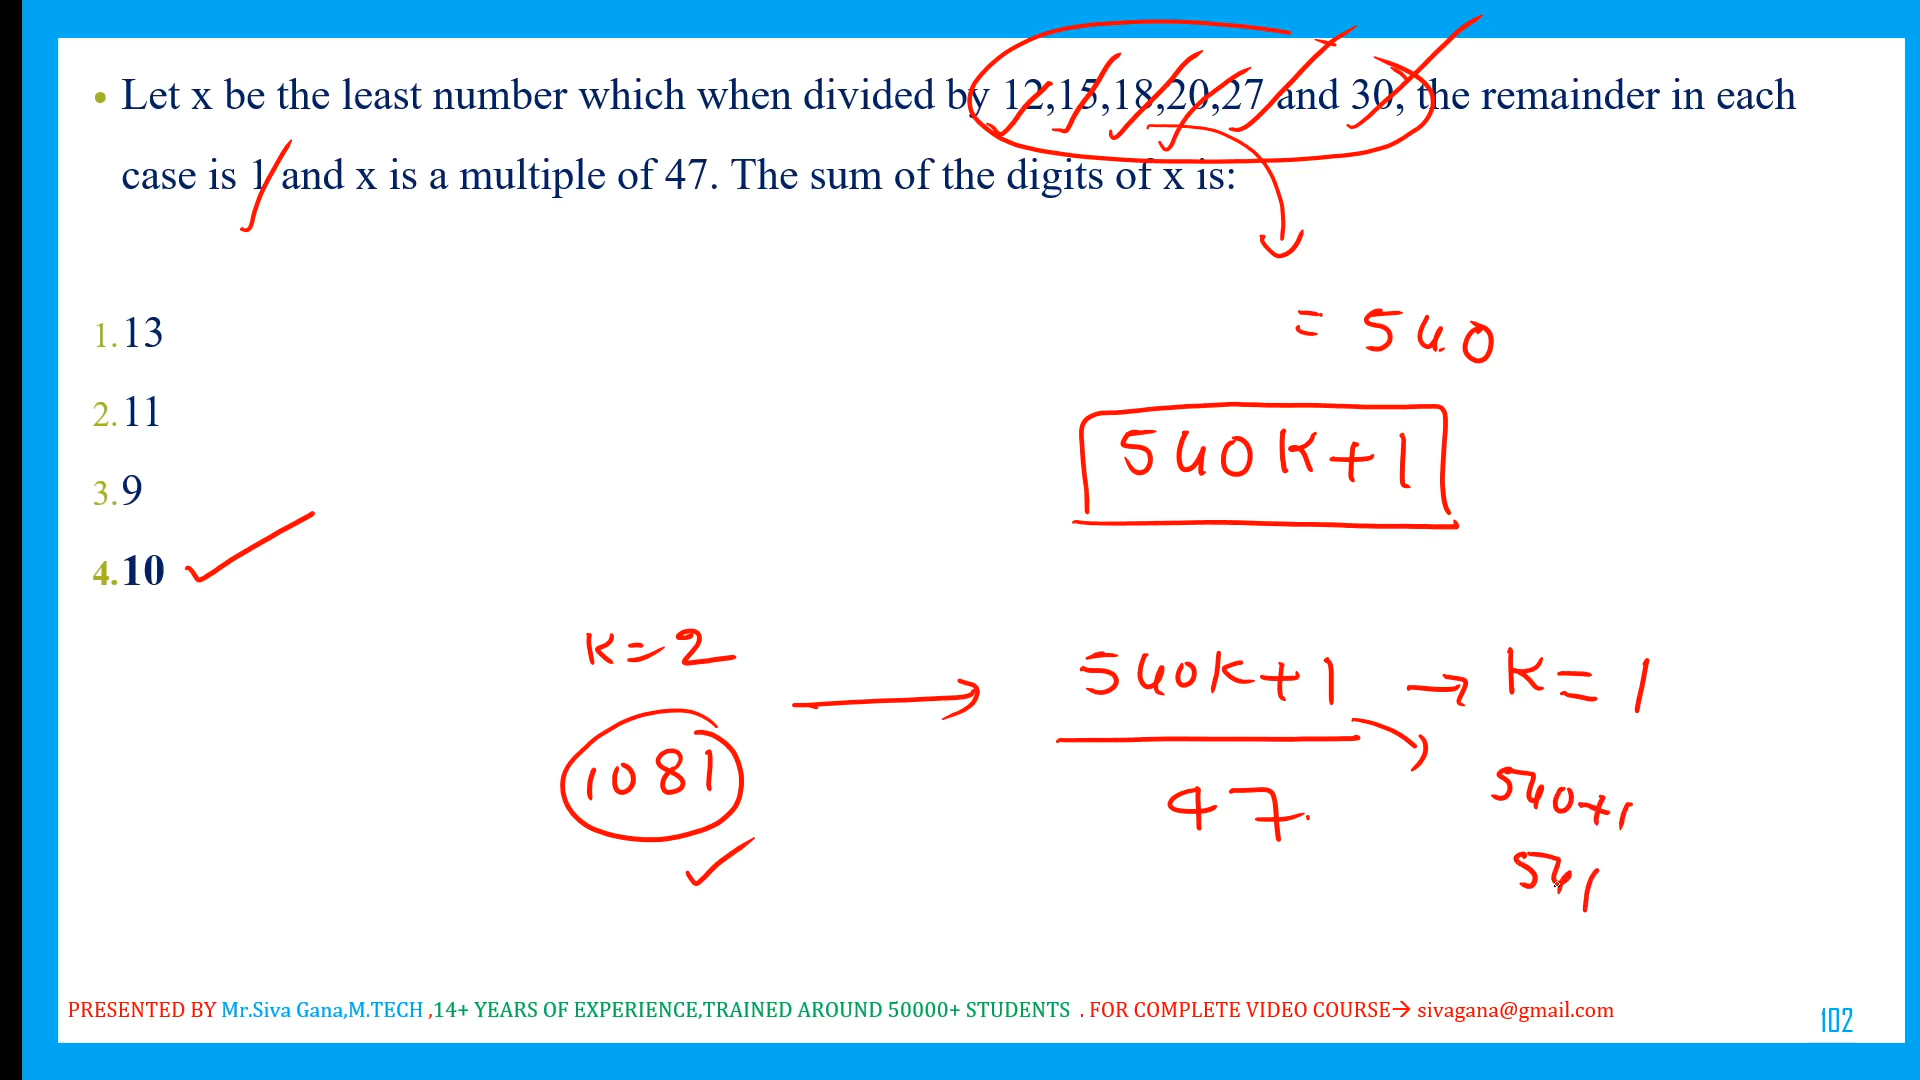 • Let x be the least number which when divided by 12,15,18,20,27 and 30, the remainder in each
case is 1 and x is a multiple of 47. The sum of the digits of x is:
= 540
1. 13
2. 11
540K+1
3. 9
4. 10
K=2
540K+1 → K=1
1081
47
540+1
541
PRESENTED BY Mr.Siva Gana,M.TECH ,14+ YEARS OF EXPERIENCE,TRAINED AROUND 50000+ STUDENTS . FOR COMPLETE VIDEO COURSE→ sivagana@gmail.com
102